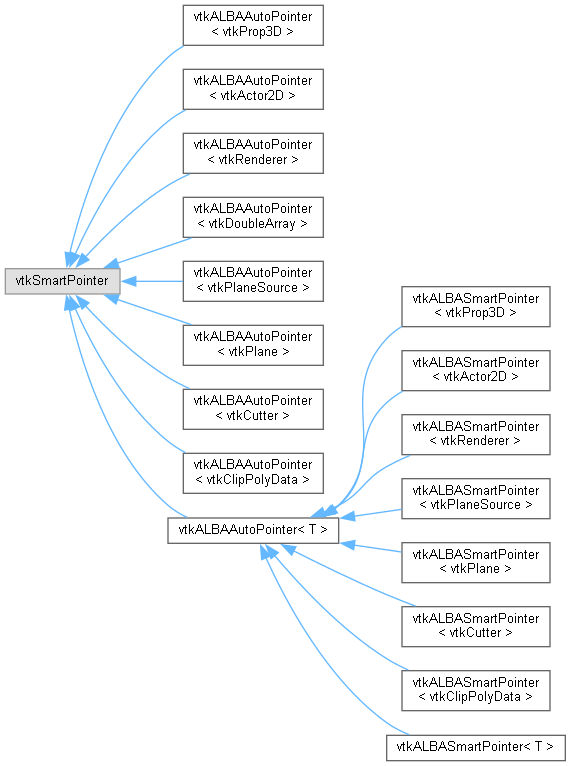 vtkALBAAutoPointer
< vtkProp3D >
vtkALBAAutoPointer
< vtkActor2D >
vtkALBAAutoPointer
< vtkRenderer >
vtkALBAAutoPointer
< vtkDoubleArray >
vtkSmartPointer
vtkALBAAutoPointer
< vtkPlaneSource >
vtkALBAAutoPointer
< vtkPlane >
vtkALBAAutoPointer
< vtkCutter >
vtkALBAAutoPointer
< vtkClipPolyData >
vtkALBAAutoPointer< T >
vtkALBASmartPointer
< vtkProp3D >
vtkALBASmartPointer
< vtkActor2D >
vtkALBASmartPointer
< vtkRenderer >
vtkALBASmartPointer
< vtkPlaneSource >
vtkALBASmartPointer
< vtkPlane >
vtkALBASmartPointer
< vtkCutter >
vtkALBASmartPointer
< vtkClipPolyData >
vtkALBASmartPointer< T >